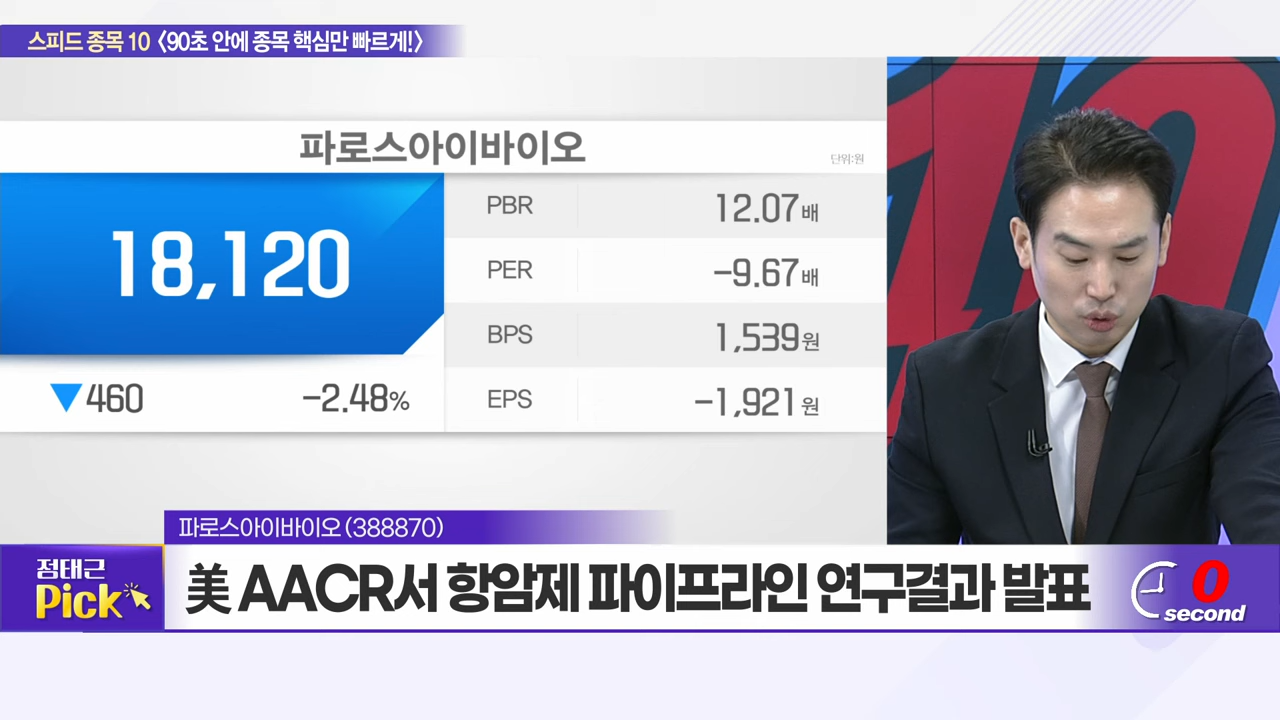 스피드 종목 10 <90초 안에 종목 핵심만 빠르게!>
파로스아이바이오
단위:원
18,120
▼460 -2.48%
PBR 12.07배
PER -9.67배
BPS 1,539원
EPS -1,921원
10
파로스아이바이오(388870)
정태근
Pick
美 AACR서 항암제 파이프라인 연구결과 발표
0
second